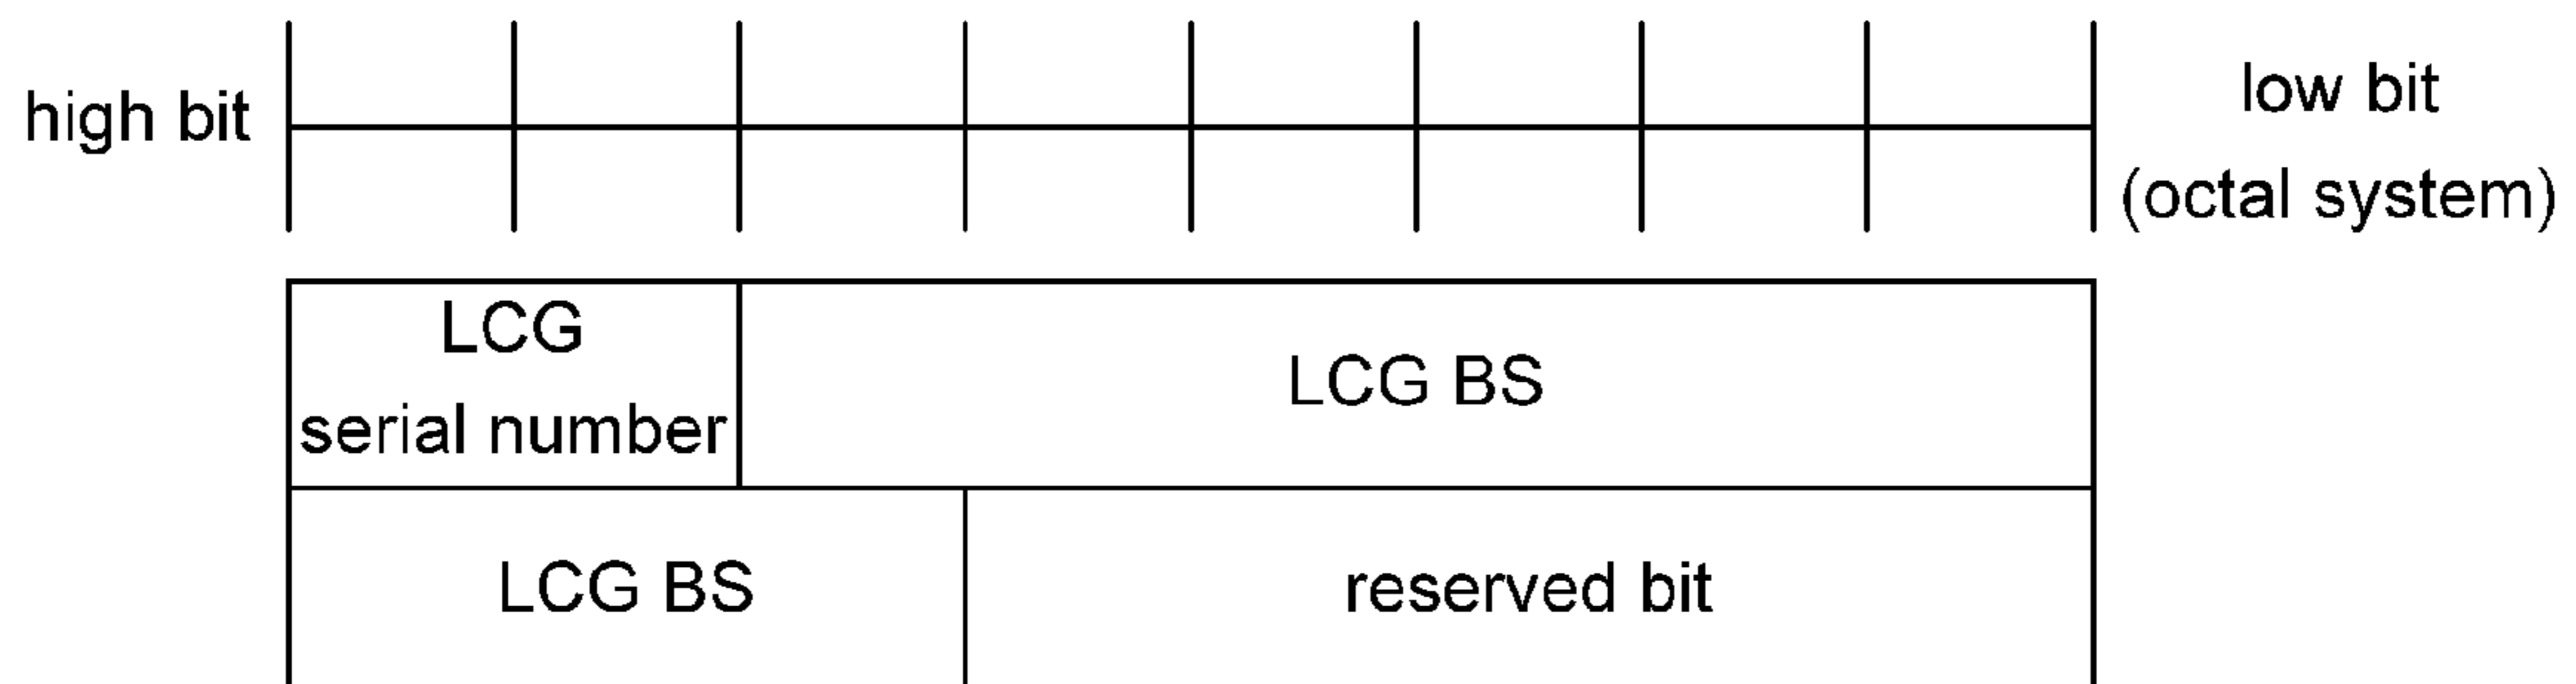 high bit
low bit
(octal system)
LCG
serial number
LCG BS
LCG BS
reserved bit